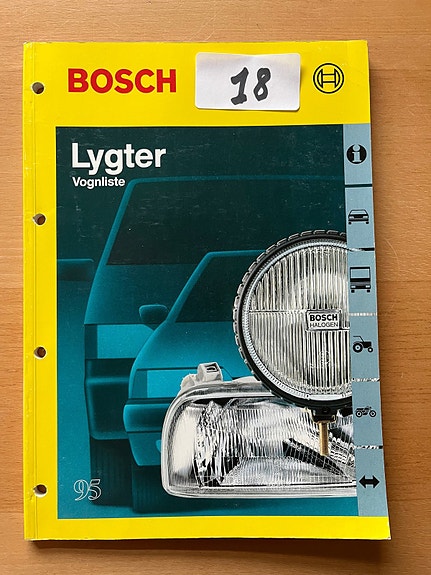 BOSCH
18
Lygter
Vognliste
BOSCH
HALOGEN
95